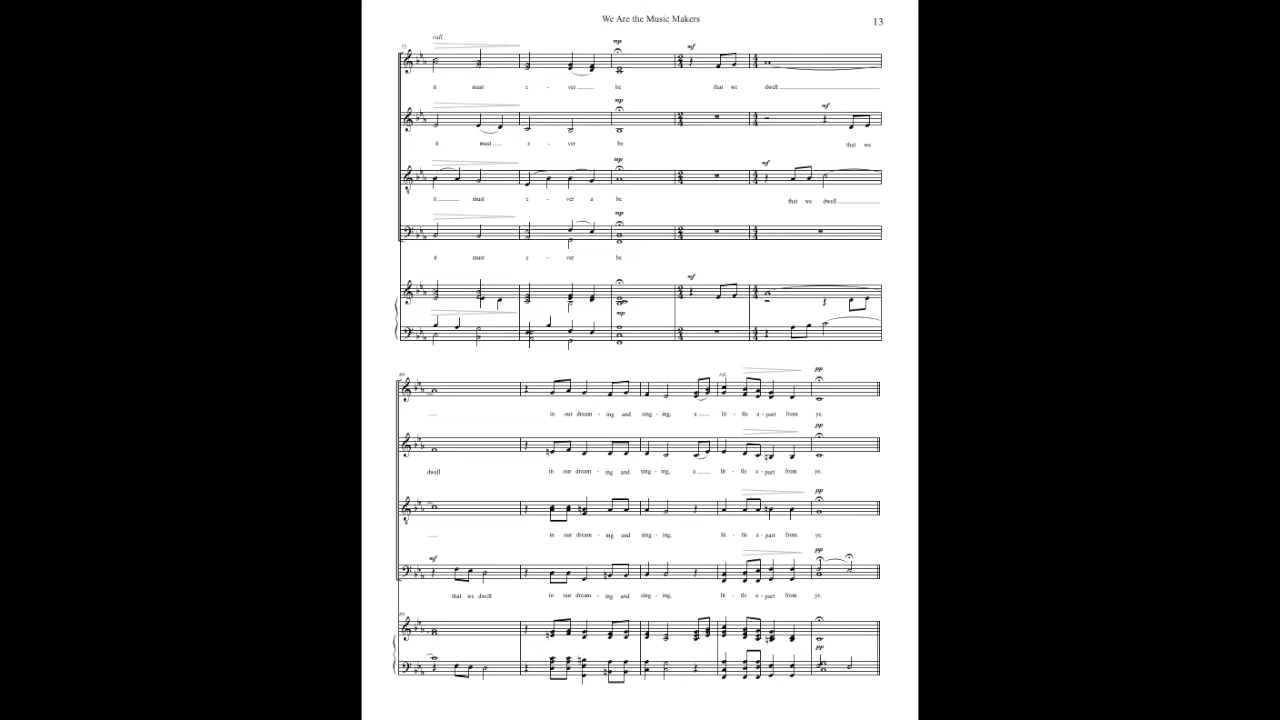 We Are the Music Makers
13
rall.
75
mp
mf
it must e - ver be that we dwell
mp
mf
it must e - ver be that we
mp
mf
it must e - ver a be that we dwell
mp
it must e - ver be
mf
mp
80
rit.
pp
in our dream - ing and sing - ing, a lit - tle a - part from ye.
pp
dwell in our dream - ing and sing - ing, a lit - tle a - part from ye.
pp
in our dream - ing and sing - ing, lit - tle a - part from ye.
mf
pp
that we dwell in our dream - ing and sing - ing, lit - tle a - part from ye.
80
pp